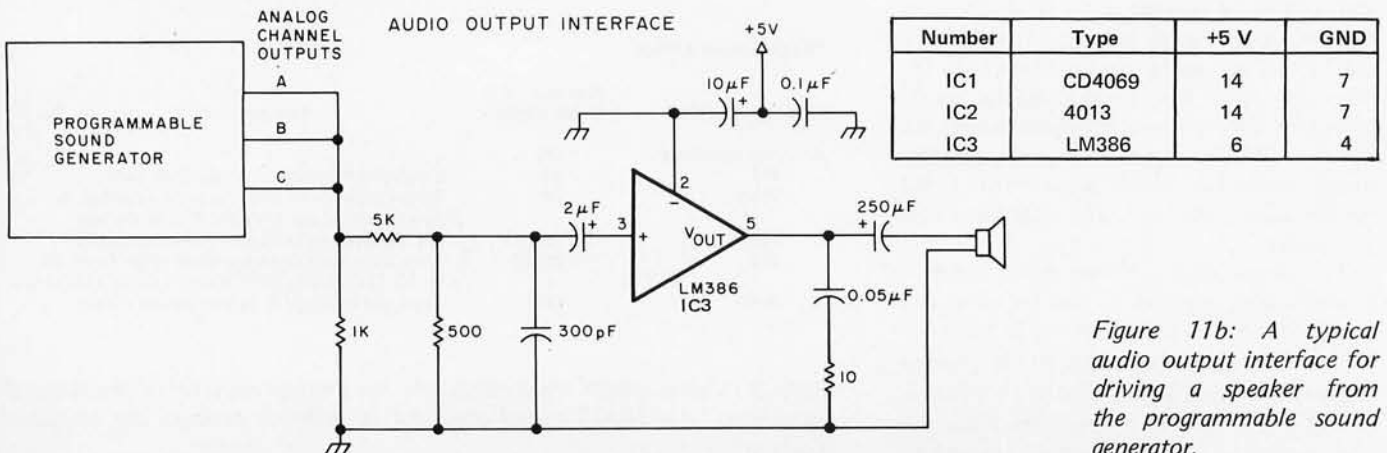 ANALOG
CHANNEL
OUTPUTS
AUDIO OUTPUT INTERFACE
PROGRAMMABLE
SOUND
GENERATOR
A
B
C
+5V
10µF
+
0.1µF
5K
2µF
+
3
+
2
−
VOUT
5
LM386
IC3
250µF
+
1K
500
300pF
0.05µF
10
Number Type +5 V GND
IC1 CD4069 14 7
IC2 4013 14 7
IC3 LM386 6 4
Figure 11b: A typical
audio output interface for
driving a speaker from
the programmable sound
generator.